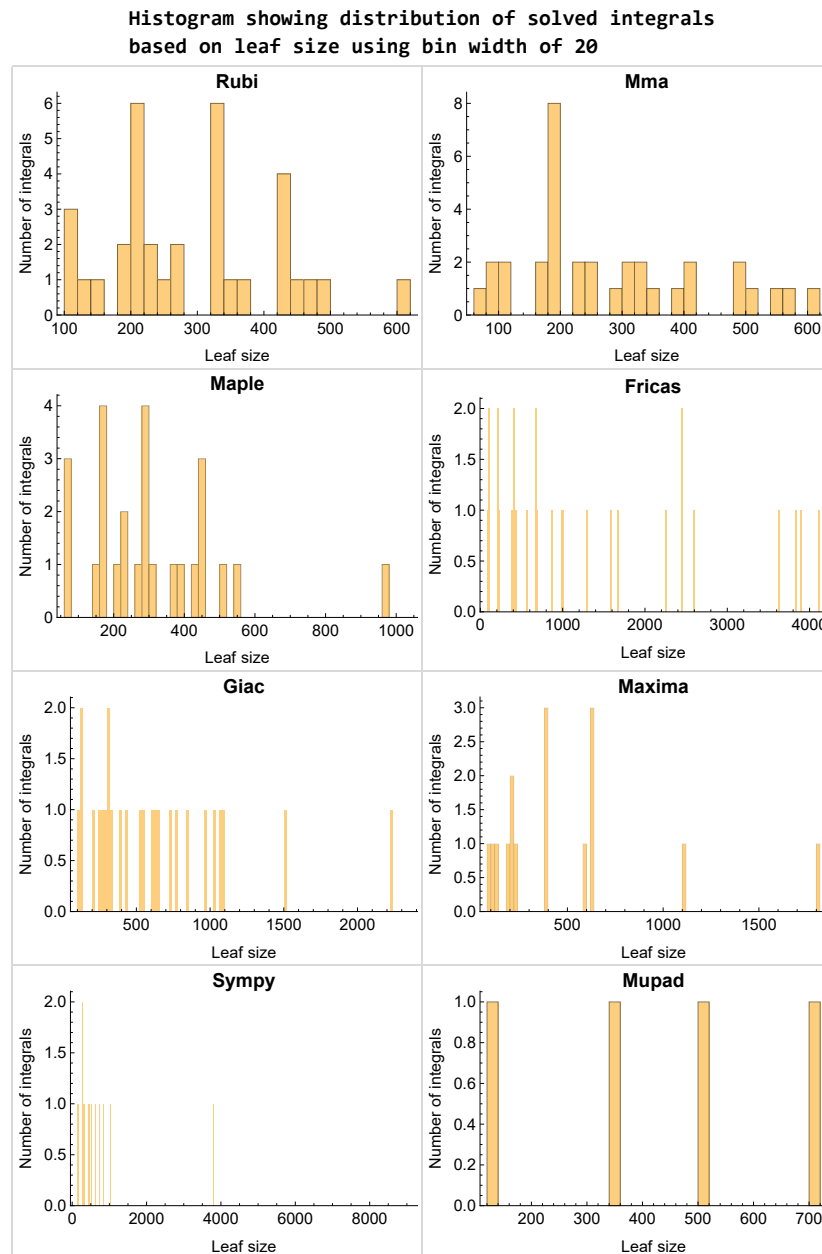 Histogram showing distribution of solved integrals
based on leaf size using bin width of 20
Rubi
Number of integrals
6
5
4
3
2
1
0
100 200 300 400 500 600
Leaf size
Mma
Number of integrals
8
6
4
2
0
100 200 300 400 500 600
Leaf size
Maple
Number of integrals
4
3
2
1
0
200 400 600 800 1000
Leaf size
Fricas
Number of integrals
2.0
1.5
1.0
0.5
0.0
0 1000 2000 3000 4000
Leaf size
Giac
Number of integrals
2.0
1.5
1.0
0.5
0.0
500 1000 1500 2000
Leaf size
Maxima
Number of integrals
3.0
2.5
2.0
1.5
1.0
0.5
0.0
500 1000 1500
Leaf size
Sympy
Number of integrals
2.0
1.5
1.0
0.5
0.0
0 2000 4000 6000 8000
Leaf size
Mupad
Number of integrals
1.0
0.8
0.6
0.4
0.2
0.0
200 300 400 500 600 700
Leaf size